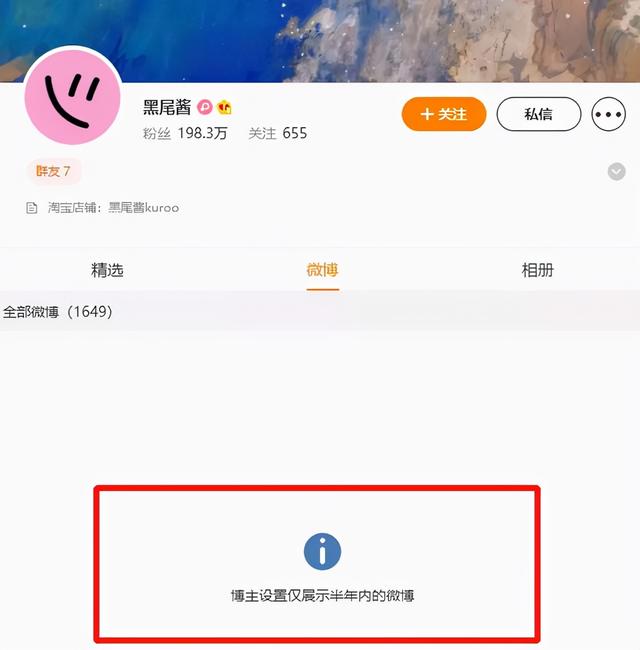 黑尾酱
粉丝 198.3万 关注 655
+ 关注
私信
群友 7
淘宝店铺：黑尾酱kuroo
精选 微博 相册
全部微博（1649）
博主设置仅展示半年内的微博